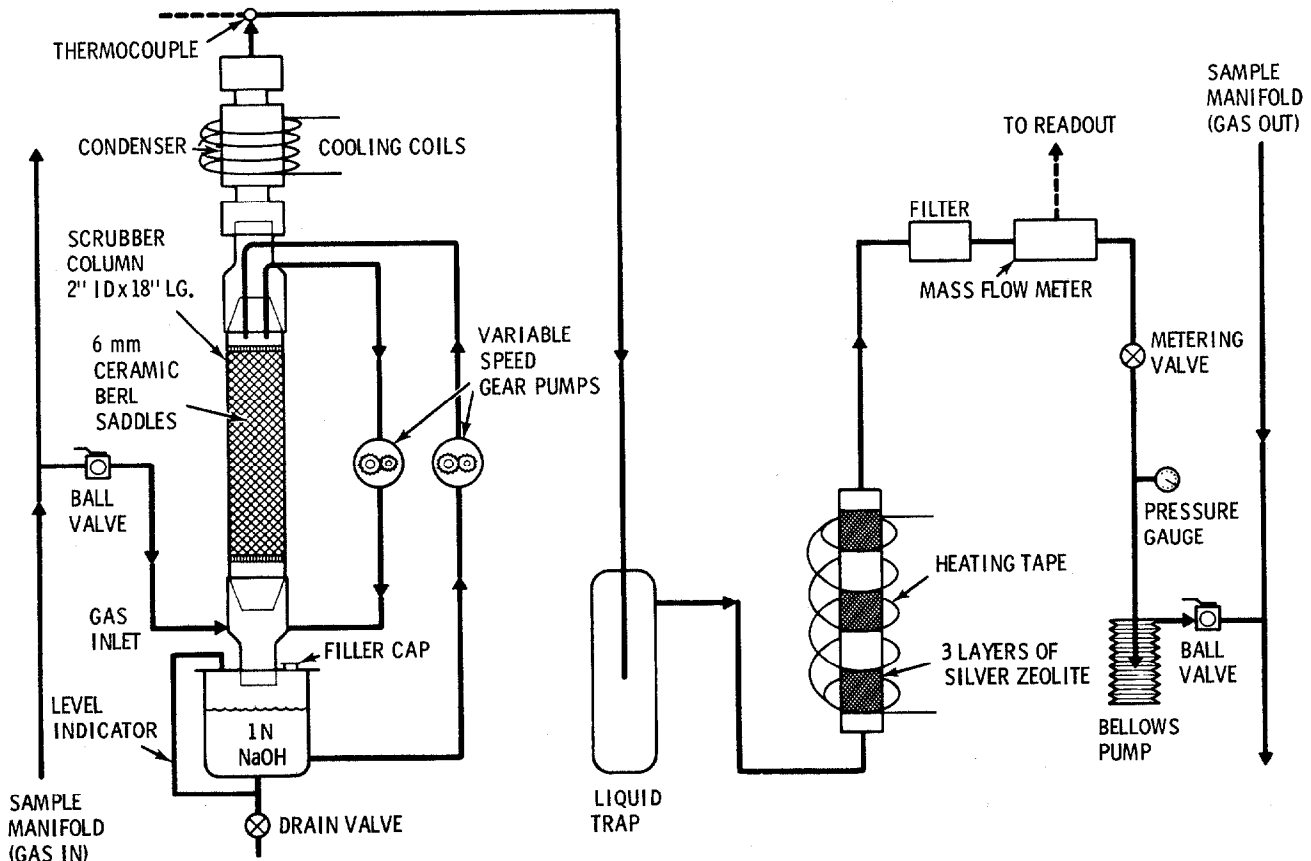 THERMOCOUPLE
CONDENSER
COOLING COILS
SCRUBBER
COLUMN
2" ID x 18" LG.
6 mm
CERAMIC
BERL
SADDLES
VARIABLE
SPEED
GEAR PUMPS
BALL
VALVE
GAS
INLET
FILLER CAP
LEVEL
INDICATOR
1N
NaOH
SAMPLE
MANIFOLD
(GAS IN)
DRAIN VALVE
LIQUID
TRAP
HEATING TAPE
3 LAYERS OF
SILVER ZEOLITE
FILTER
TO READOUT
MASS FLOW METER
SAMPLE
MANIFOLD
(GAS OUT)
METERING
VALVE
PRESSURE
GAUGE
BALL
VALVE
BELLOWS
PUMP